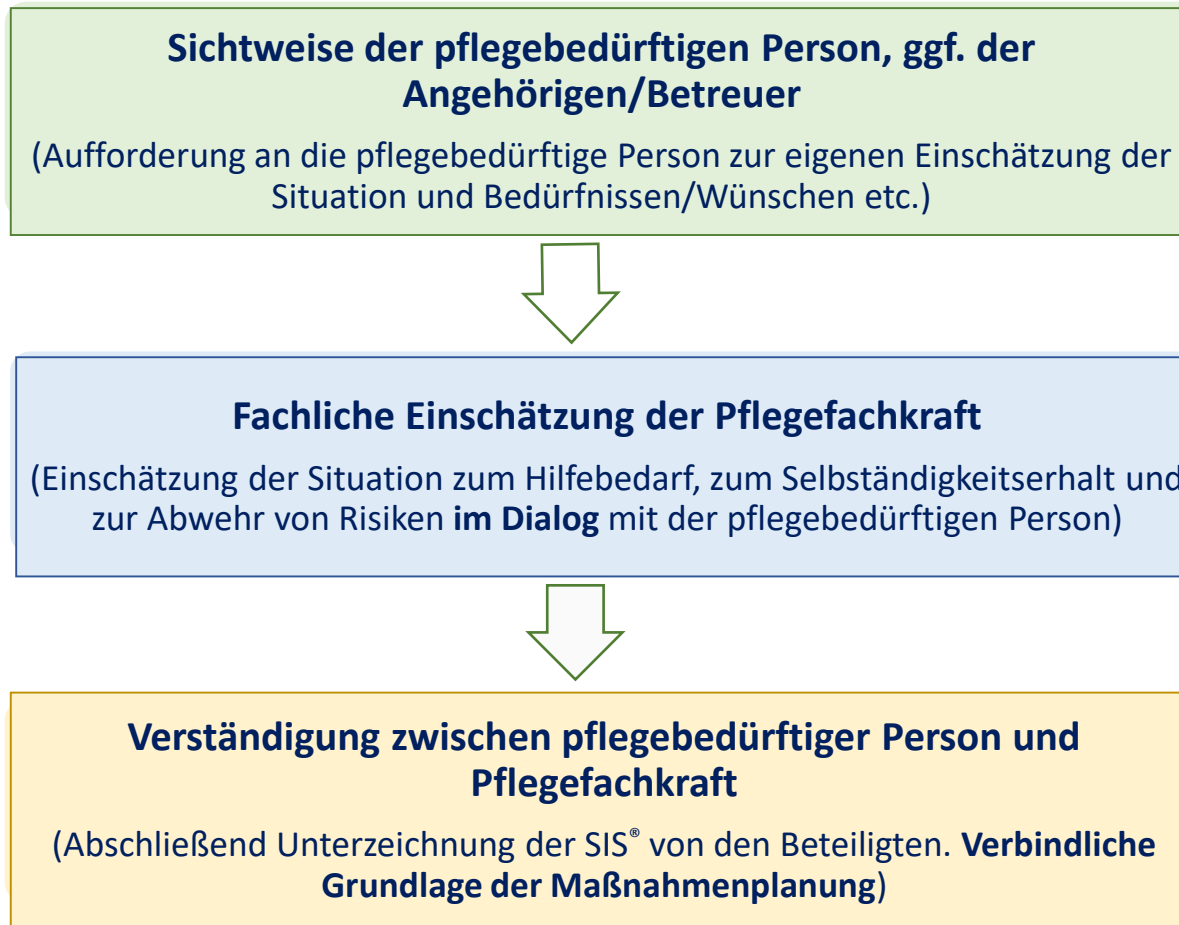 Sichtweise der pflegebedürftigen Person, ggf. der
Angehörigen/Betreuer
(Aufforderung an die pflegebedürftige Person zur eigenen Einschätzung der
Situation und Bedürfnissen/Wünschen etc.)
Fachliche Einschätzung der Pflegefachkraft
(Einschätzung der Situation zum Hilfebedarf, zum Selbständigkeitserhalt und
zur Abwehr von Risiken im Dialog mit der pflegebedürftigen Person)
Verständigung zwischen pflegebedürftiger Person und
Pflegefachkraft
(Abschließend Unterzeichnung der SIS® von den Beteiligten. Verbindliche
Grundlage der Maßnahmenplanung)